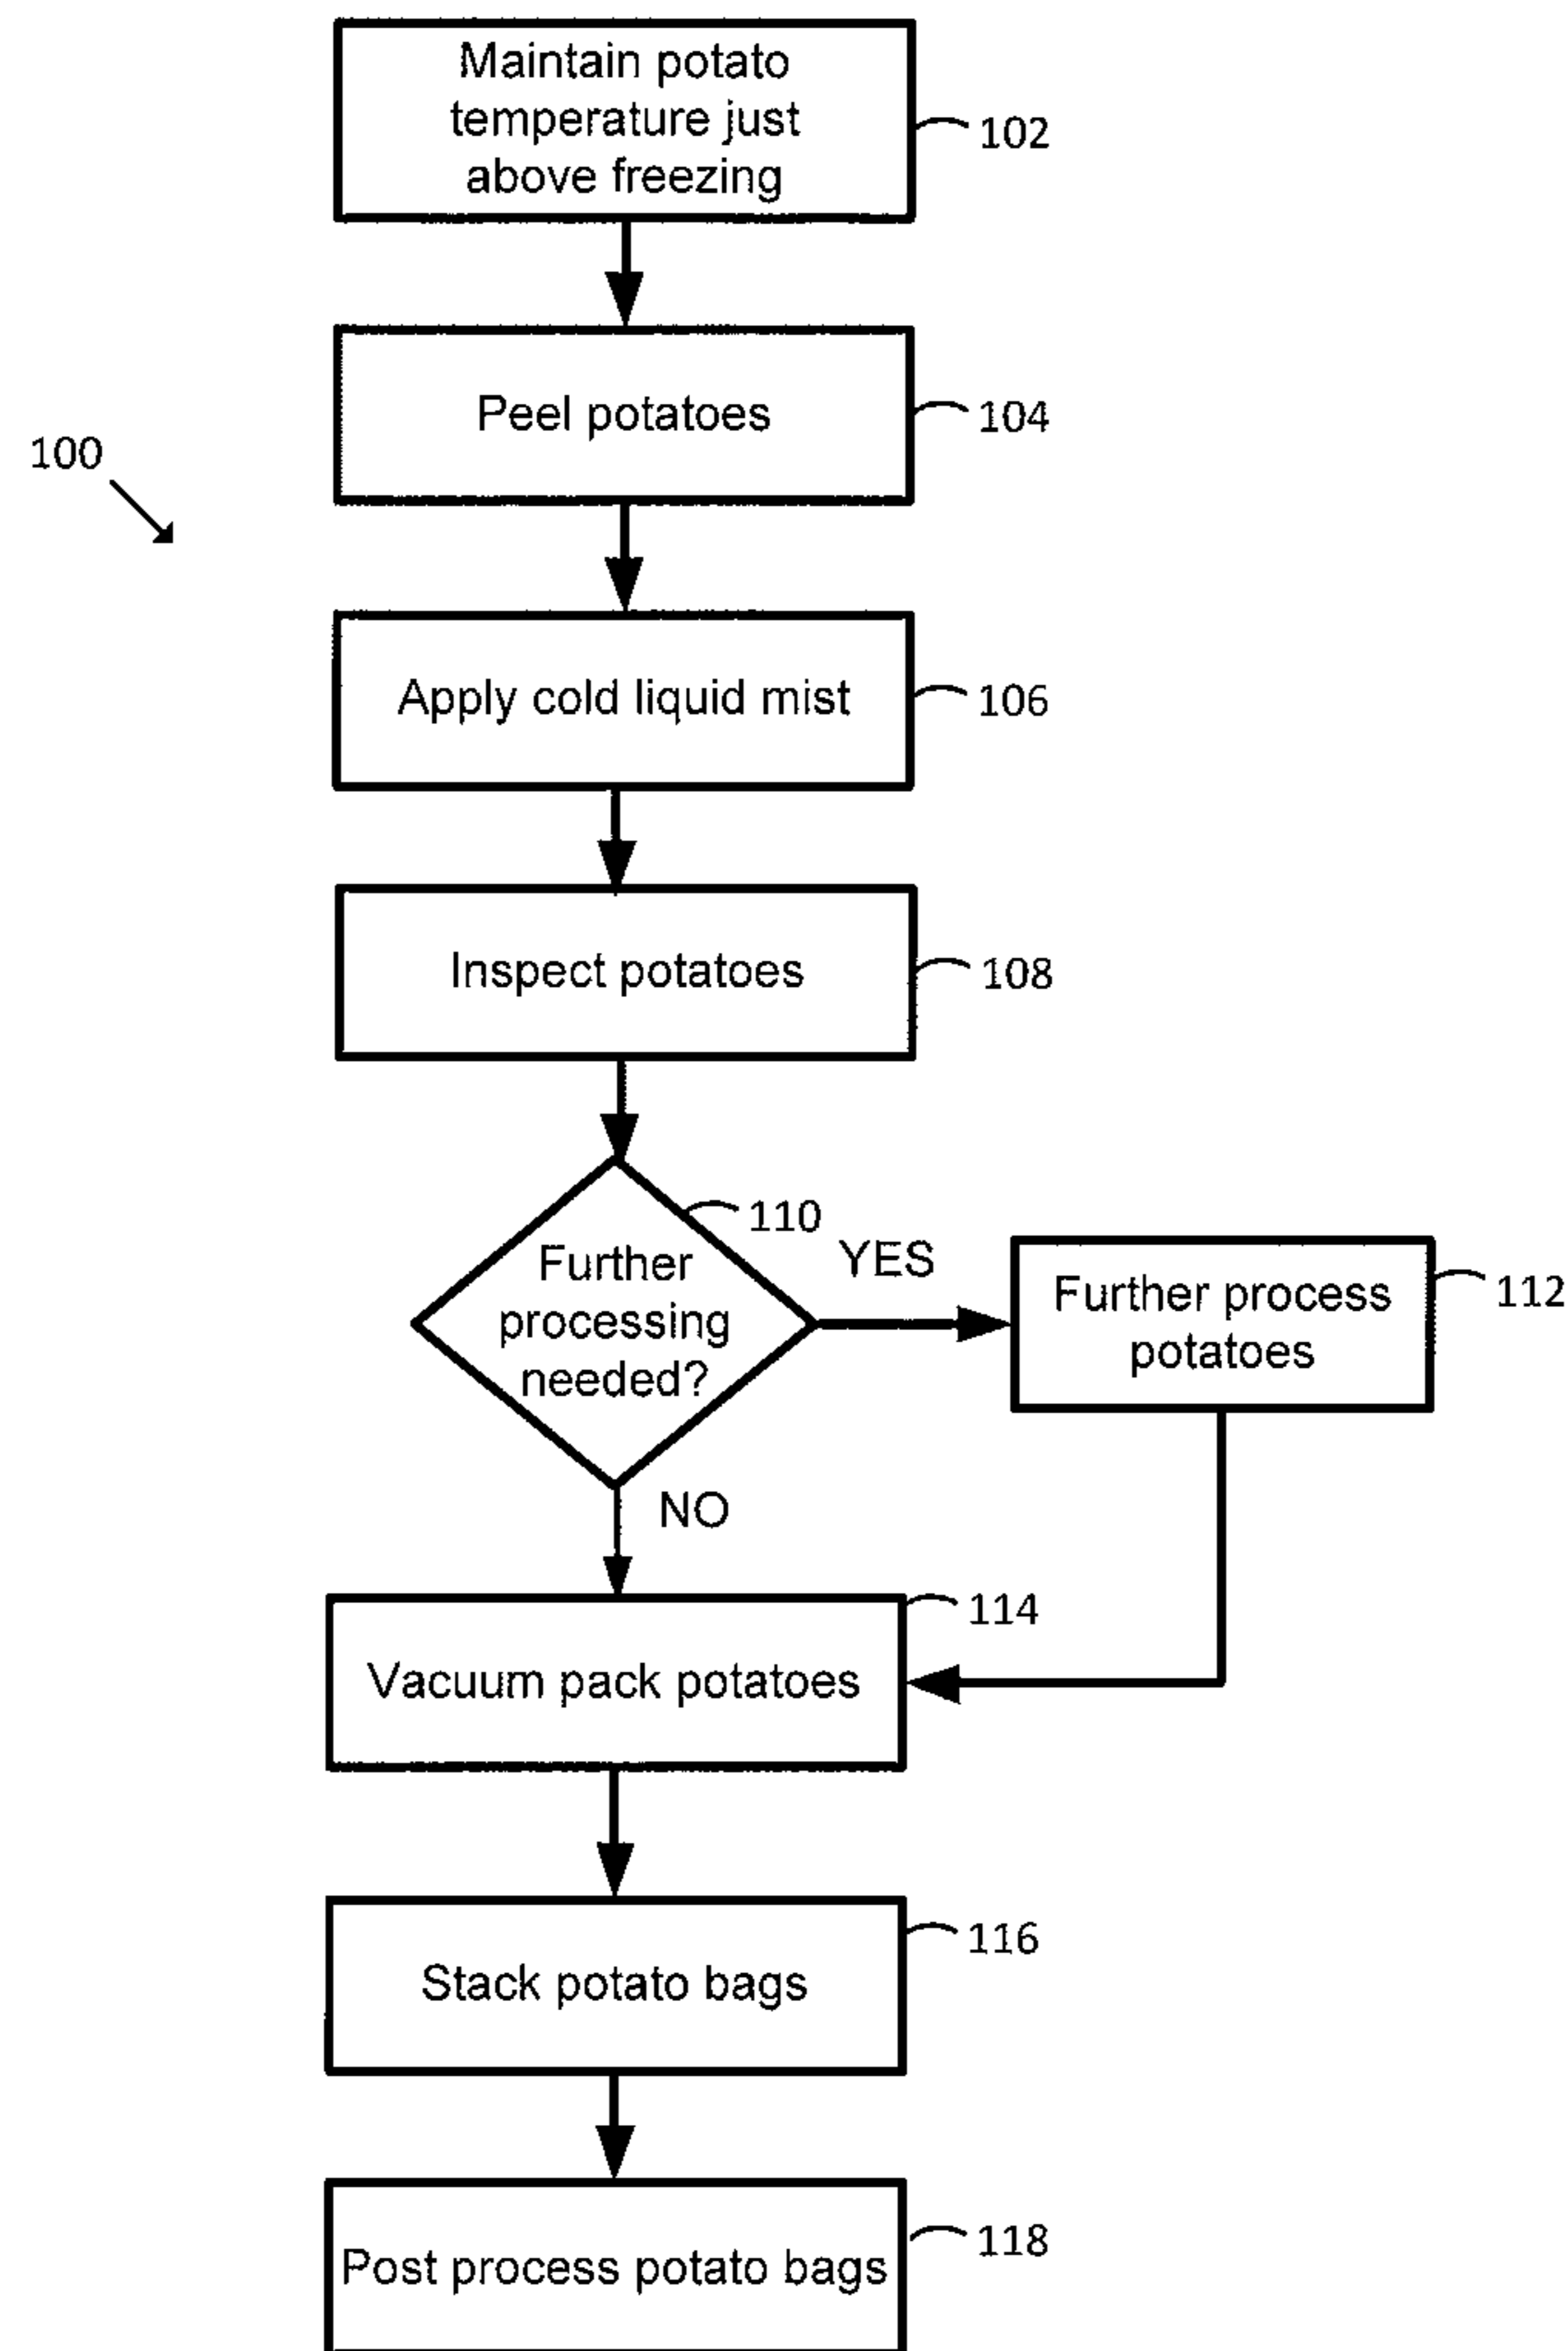 Maintain potato
temperature just
above freezing
102
Peel potatoes
104
100
Apply cold liquid mist
106
Inspect potatoes
108
110
Further
processing
needed?
YES
Further process
potatoes
112
NO
114
Vacuum pack potatoes
116
Stack potato bags
118
Post process potato bags